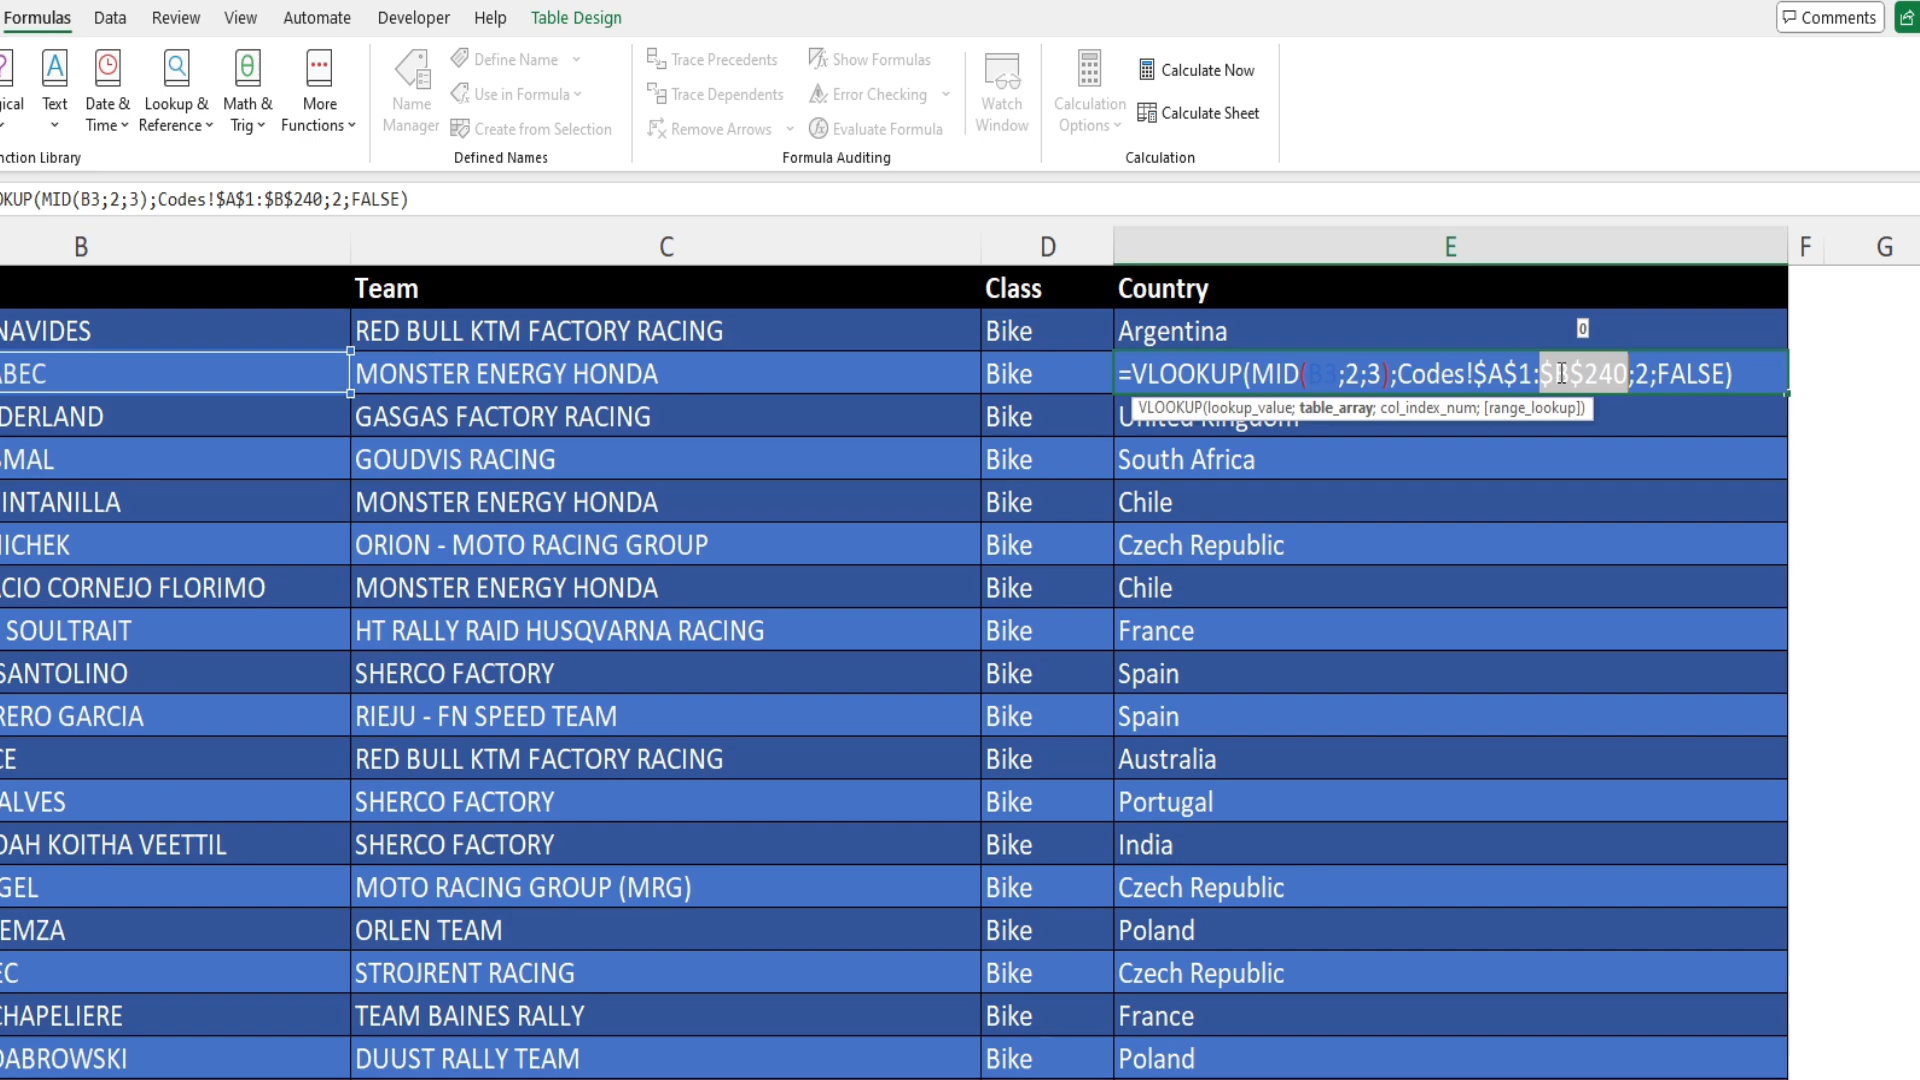 Formulas Data Review View Automate Developer Help Table Design Comments
Text Date & Time Lookup & Reference Math & Trig More Functions
Name Manager Define Name Use in Formula Create from Selection
Trace Precedents Trace Dependents Remove Arrows Show Formulas Error Checking Evaluate Formula
Watch Window Calculation Options Calculate Now Calculate Sheet
Library Defined Names Formula Auditing Calculation
OKUP(MID(B3;2;3);Codes!$A$1:$B$240;2;FALSE)
B C D E F G
Team Class Country
NAVIDES RED BULL KTM FACTORY RACING Bike Argentina 0
ABEC MONSTER ENERGY HONDA Bike =VLOOKUP(MID(B3;2;3);Codes!$A$1:$B$240;2;FALSE)
VLOOKUP(lookup_value; table_array; col_index_num; [range_lookup])
DERLAND GASGAS FACTORY RACING Bike United Kingdom
MAL GOUDVIS RACING Bike South Africa
INTANILLA MONSTER ENERGY HONDA Bike Chile
ICHEK ORION - MOTO RACING GROUP Bike Czech Republic
CIO CORNEJO FLORIMO MONSTER ENERGY HONDA Bike Chile
SOULTRAIT HT RALLY RAID HUSQVARNA RACING Bike France
SANTOLINO SHERCO FACTORY Bike Spain
RERO GARCIA RIEJU - FN SPEED TEAM Bike Spain
CE RED BULL KTM FACTORY RACING Bike Australia
ALVES SHERCO FACTORY Bike Portugal
OAH KOITHA VEETTIL SHERCO FACTORY Bike India
GEL MOTO RACING GROUP (MRG) Bike Czech Republic
EMZA ORLEN TEAM Bike Poland
EC STROJRENT RACING Bike Czech Republic
CHAPELIERE TEAM BAINES RALLY Bike France
DABROWSKI DUUST RALLY TEAM Bike Poland